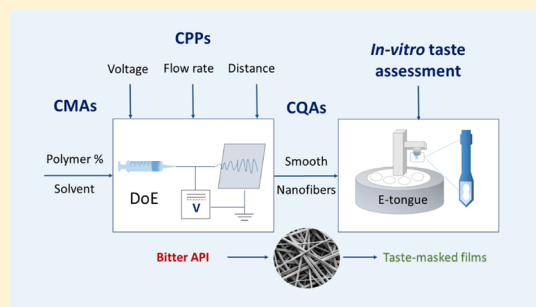 CPPs
Voltage Flow rate Distance
In-vitro taste
assessment
CMAs
CQAs
Polymer %
Solvent
DoE
V
Smooth
Nanofibers
E-tongue
Bitter API
Taste-masked films